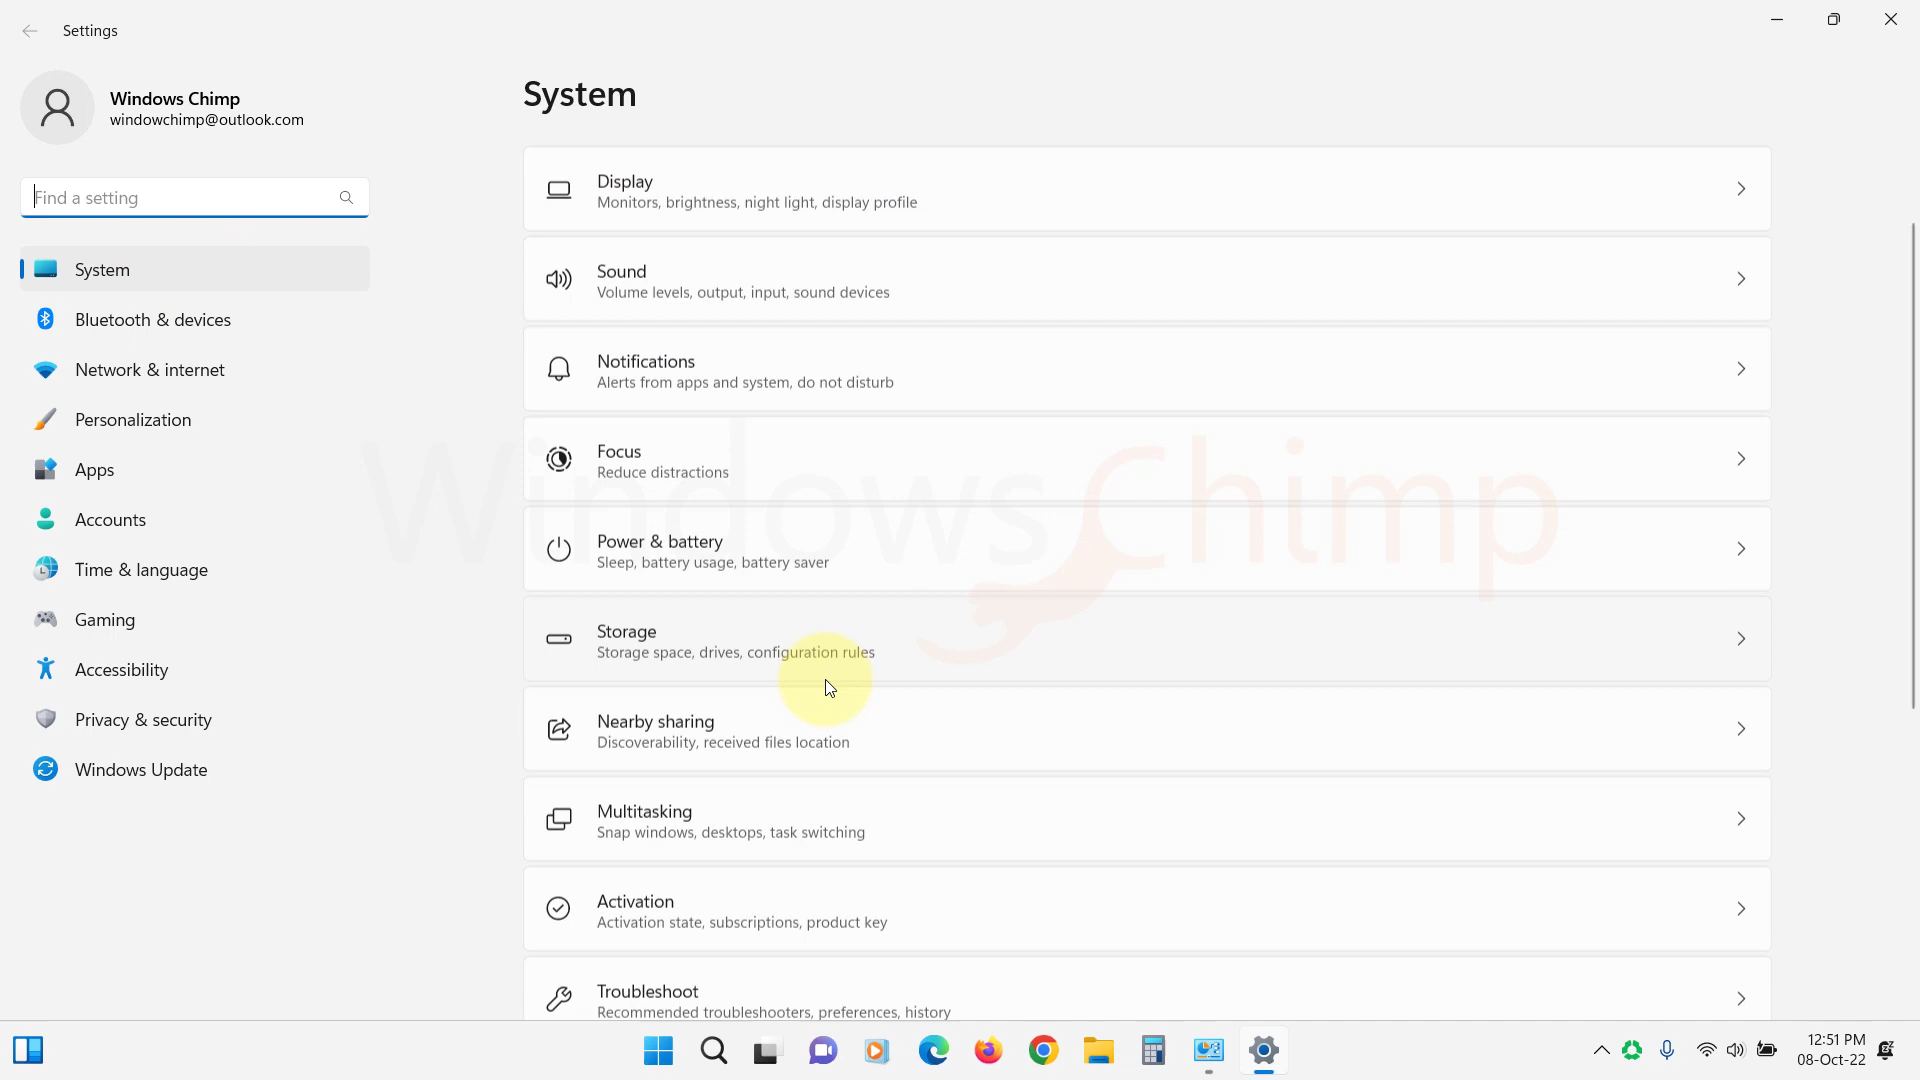 Settings
Windows Chimp
windowchimp@outlook.com
Find a setting
System
Bluetooth & devices
Network & internet
Personalization
Apps
Accounts
Time & language
Gaming
Accessibility
Privacy & security
Windows Update
System
Display
Monitors, brightness, night light, display profile
Sound
Volume levels, output, input, sound devices
Notifications
Alerts from apps and system, do not disturb
Focus
Reduce distractions
Power & battery
Sleep, battery usage, battery saver
Storage
Storage space, drives, configuration rules
Nearby sharing
Discoverability, received files location
Multitasking
Snap windows, desktops, task switching
Activation
Activation state, subscriptions, product key
Troubleshoot
Recommended troubleshooters, preferences, history
Windows Chimp
12:51 PM
08-Oct-22